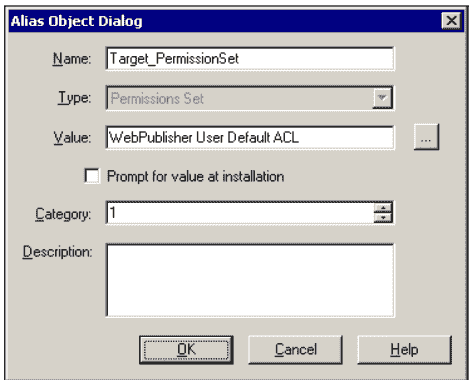 Alias Object Dialog
Name: Target_PermissionSet
Type: Permissions Set
Value: WebPublisher User Default ACL ...
Prompt for value at installation
Category: 1
Description:
OK Cancel Help